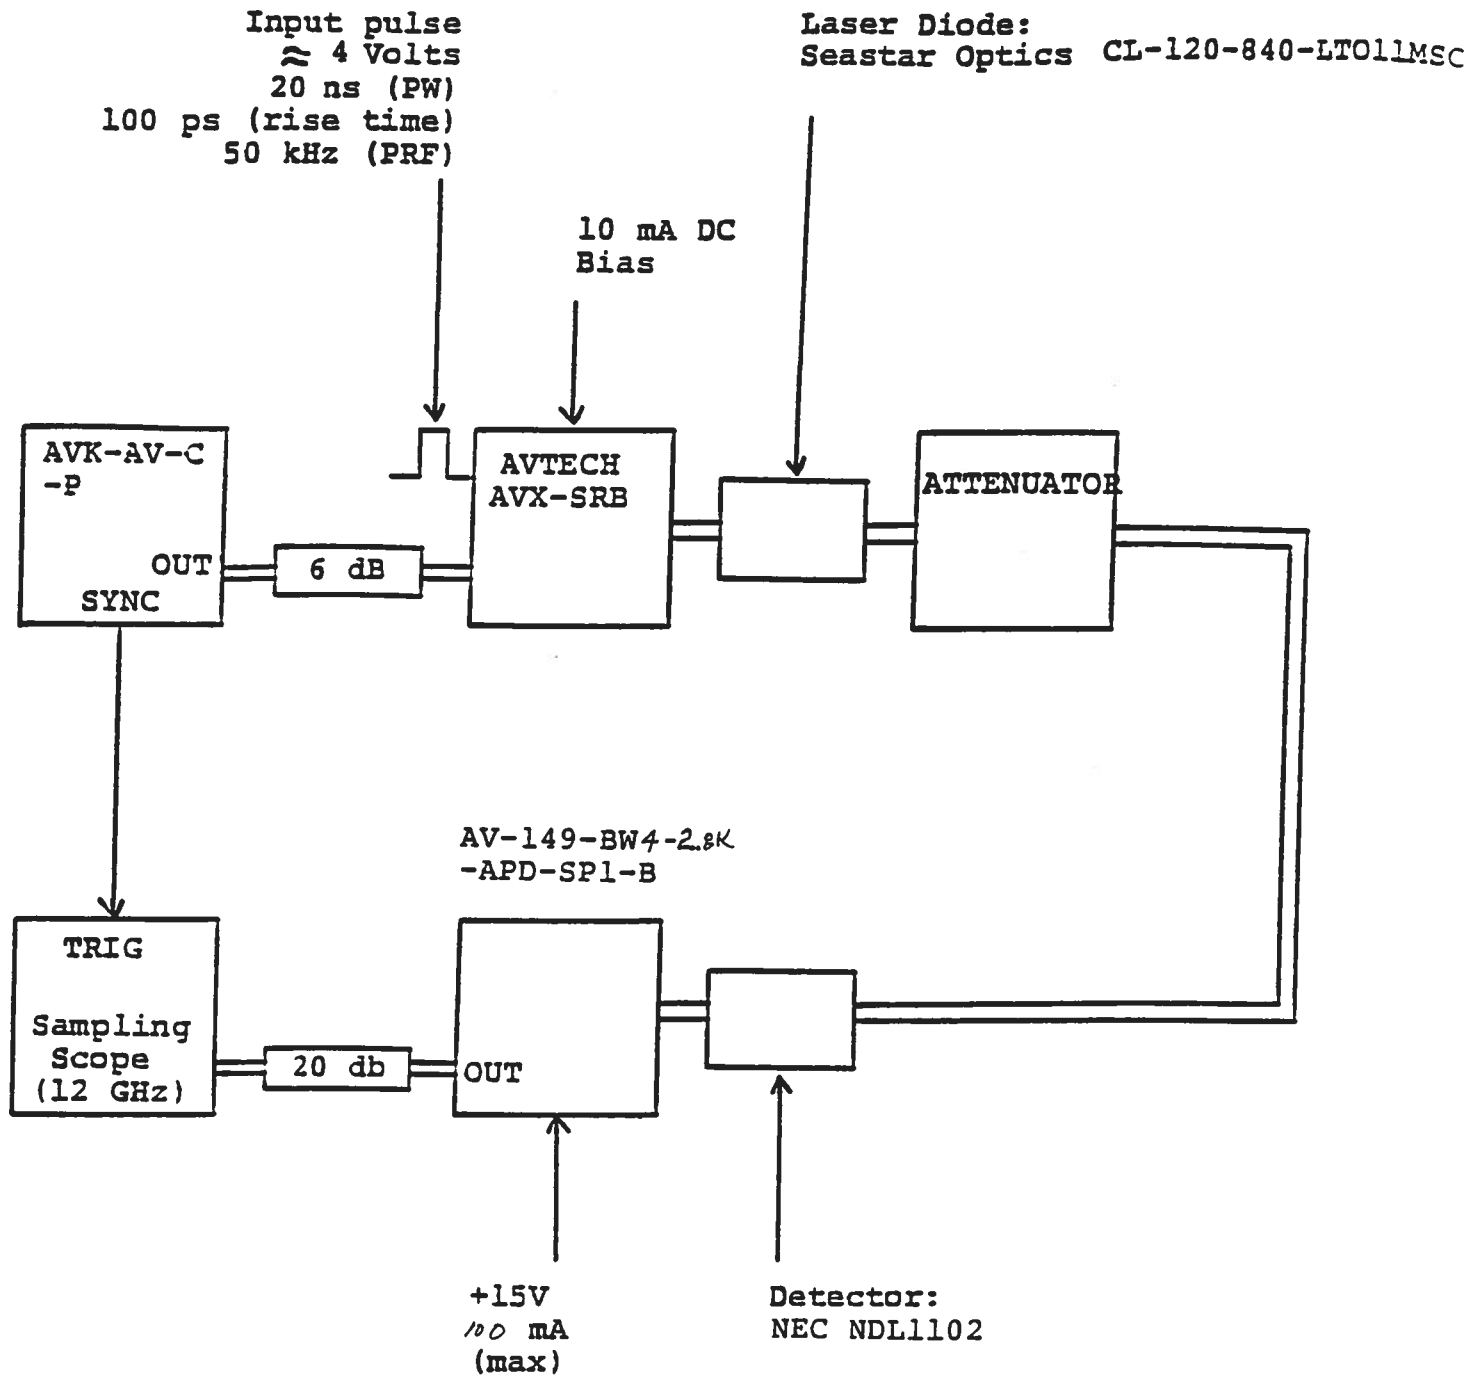 Input pulse
≈ 4 Volts
20 ns (PW)
100 ps (rise time)
50 kHz (PRF)
Laser Diode:
Seastar Optics CL-120-840-LT011MSC
10 mA DC
Bias
AVK-AV-C
-P
OUT
SYNC
6 dB
AVTECH
AVX-SRB
ATTENUATOR
AV-149-BW4-2.8K
-APD-SP1-B
TRIG
Sampling
Scope
(12 GHz)
20 db
OUT
+15V
100 mA
(max)
Detector:
NEC NDL1102